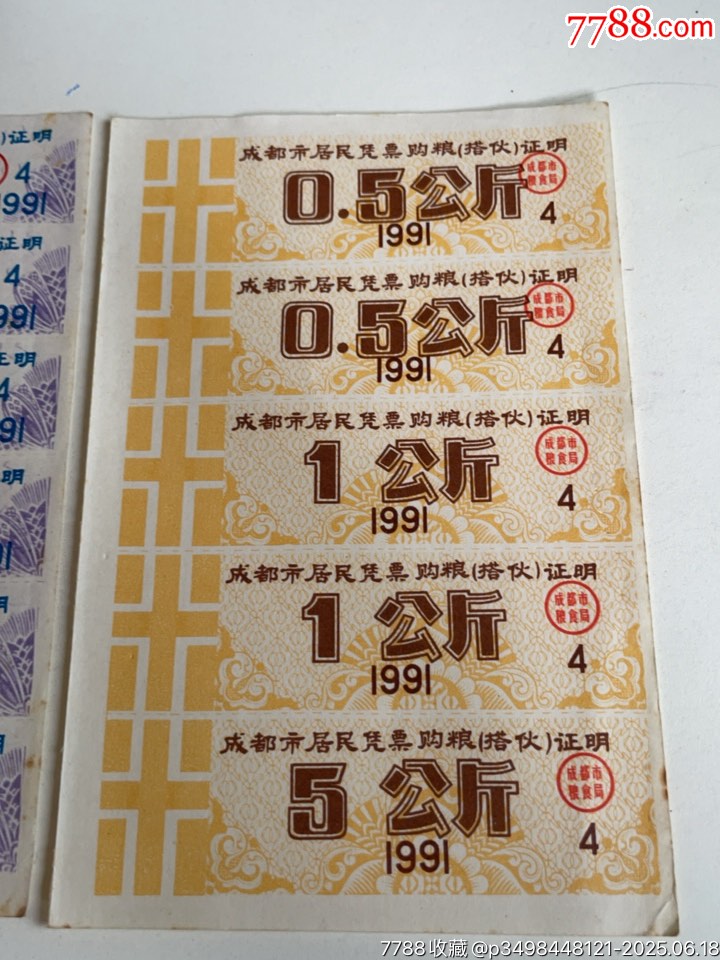 7788.com
成都市居民凭票购粮(搭伙)证明
0.5公斤
成都市
粮食局
4
1991
成都市居民凭票购粮(搭伙)证明
0.5公斤
成都市
粮食局
4
1991
成都市居民凭票购粮(搭伙)证明
1公斤
成都市
粮食局
4
1991
成都市居民凭票购粮(搭伙)证明
1公斤
成都市
粮食局
4
1991
成都市居民凭票购粮(搭伙)证明
5公斤
成都市
粮食局
4
1991
)证明
4
1991
证明
4
991
证明
4
991
明
91
明
7788收藏@p3498448121-2025.06.18